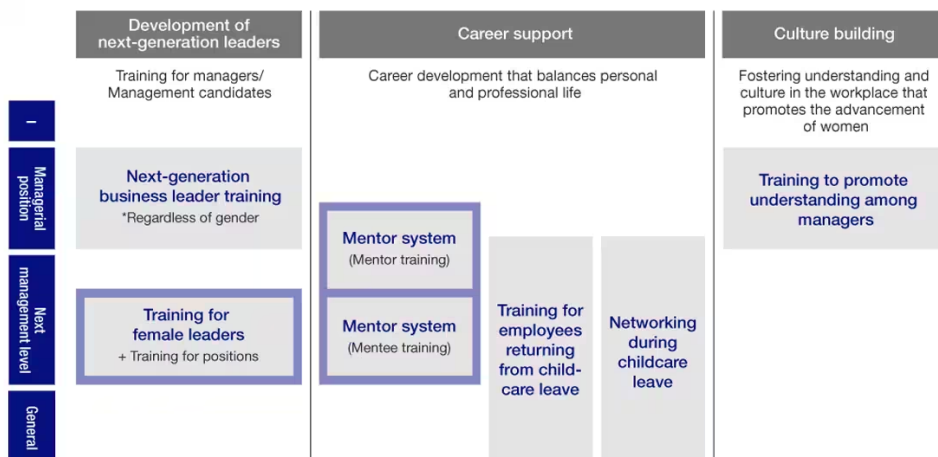 Development of
next-generation leaders
Career support
Culture building
Training for managers/
Management candidates
Career development that balances personal
and professional life
Fostering understanding and
culture in the workplace that
promotes the advancement
of women
Managerial
position
Next-generation
business leader training
*Regardless of gender
Training to promote
understanding among
managers
Mentor system
(Mentor training)
Next
management level
Training for
female leaders
+ Training for positions
Mentor system
(Mentee training)
Training for
employees
returning
from child-
care leave
Networking
during
childcare
leave
General